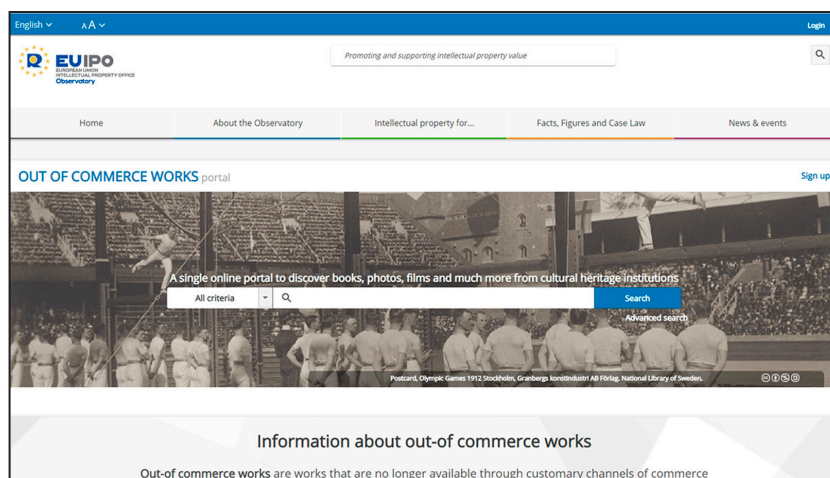 English
AA
Login
EUIPO
EUROPEAN UNION
INTELLECTUAL PROPERTY OFFICE
Observatory
Promoting and supporting intellectual property value
Home
About the Observatory
Intellectual property for...
Facts, Figures and Case Law
News & events
OUT OF COMMERCE WORKS portal
Sign up
A single online portal to discover books, photos, films and much more from cultural heritage institutions
All criteria
Search
Advanced search
Postcard, Olympic Games 1912 Stockholm, Granbergs konstindustri AB Förlag, National Library of Sweden.
Information about out-of commerce works
Out-of commerce works are works that are no longer available through customary channels of commerce